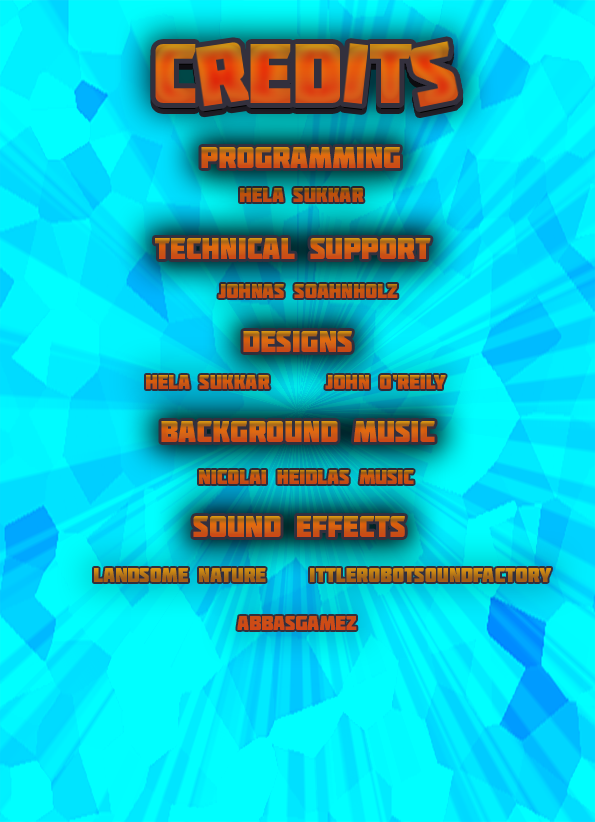 CREDITS
PROGRAMMING
HELA SUKKAR
TECHNICAL SUPPORT
JOHNAS SOAHNHOLZ
DESIGNS
HELA SUKKAR JOHN O'REILY
BACKGROUND MUSIC
NICOLAI HEIDLAS MUSIC
SOUND EFFECTS
LANDSOME NATURE ITTLEROBOTSOUNDFACTORY
ABBASGAMEZ